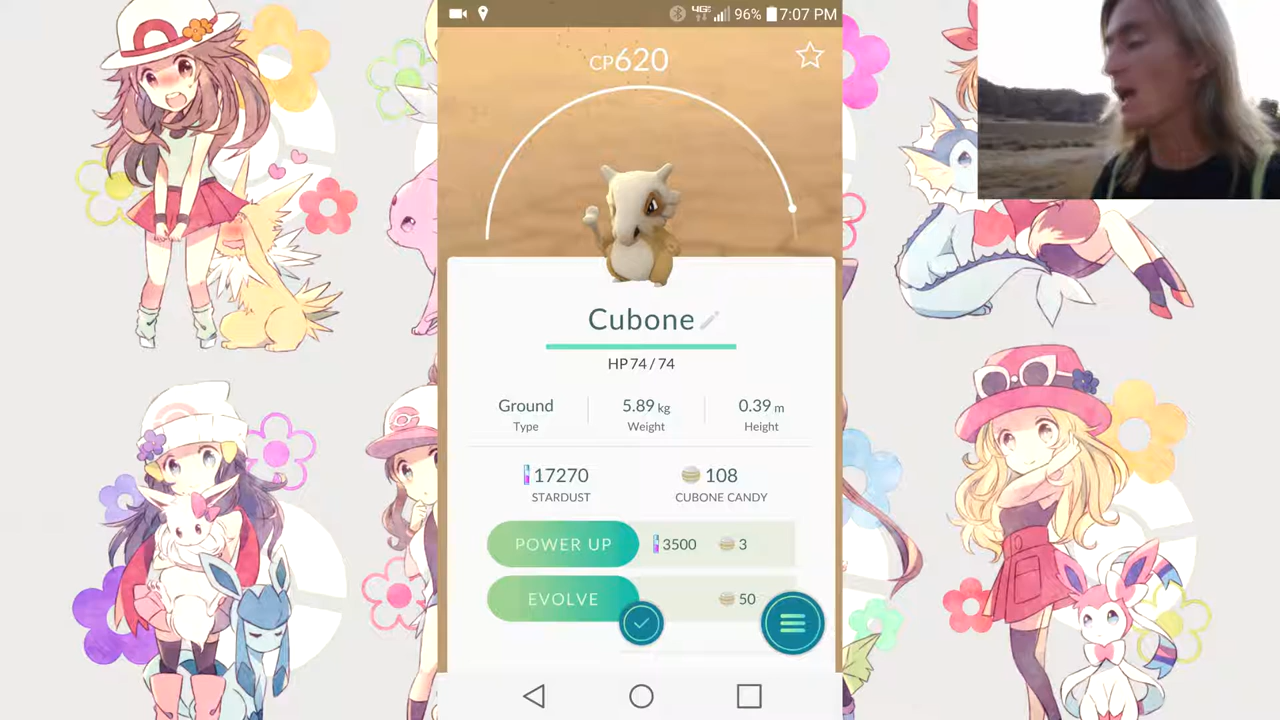 4GE 96% 7:07 PM
CP620
Cubone
HP 74 / 74
Ground 5.89 kg 0.39 m
Type Weight Height
17270 108
STARDUST CUBONE CANDY
POWER UP 3500 3
EVOLVE 50